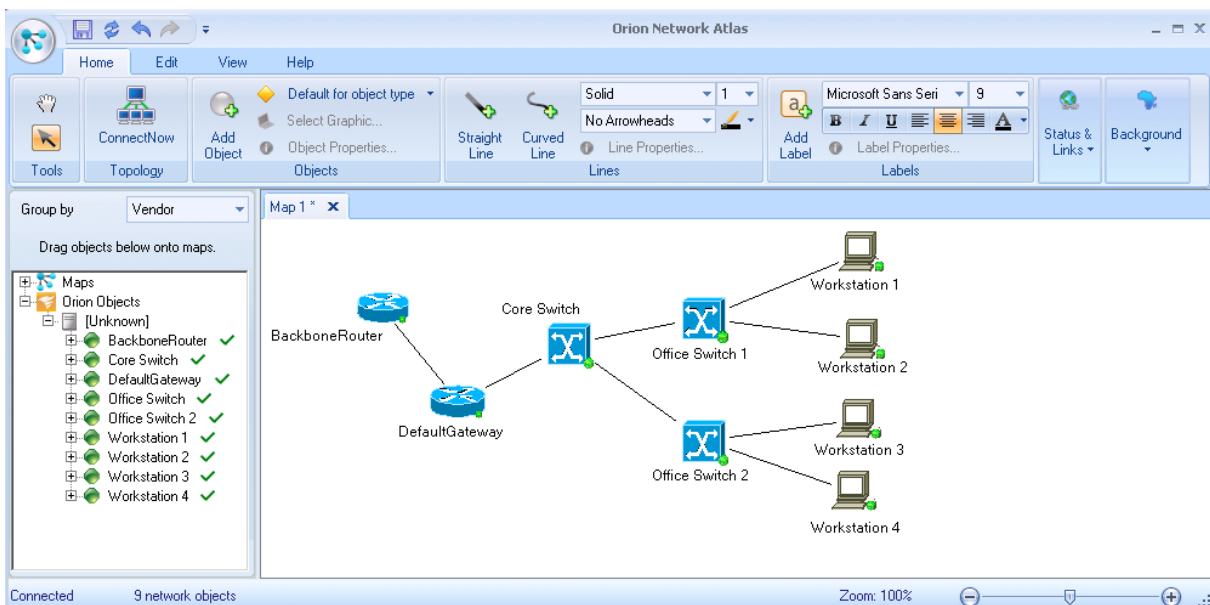 Orion Network Atlas
Home Edit View Help
Default for object type
Select Graphic...
Object Properties...
ConnectNow
Add Object
Straight Line
Curved Line
Solid 1
No Arrowheads
Line Properties...
Add Label
Microsoft Sans Seri 9
B I U A
Label Properties...
Status & Links
Background
Tools Topology Objects Lines Labels
Group by Vendor
Drag objects below onto maps.
Maps
Orion Objects
[Unknown]
BackboneRouter
Core Switch
DefaultGateway
Office Switch
Office Switch 2
Workstation 1
Workstation 2
Workstation 3
Workstation 4
Map 1 *
BackboneRouter
DefaultGateway
Core Switch
Office Switch 1
Office Switch 2
Workstation 1
Workstation 2
Workstation 3
Workstation 4
Connected 9 network objects Zoom: 100%